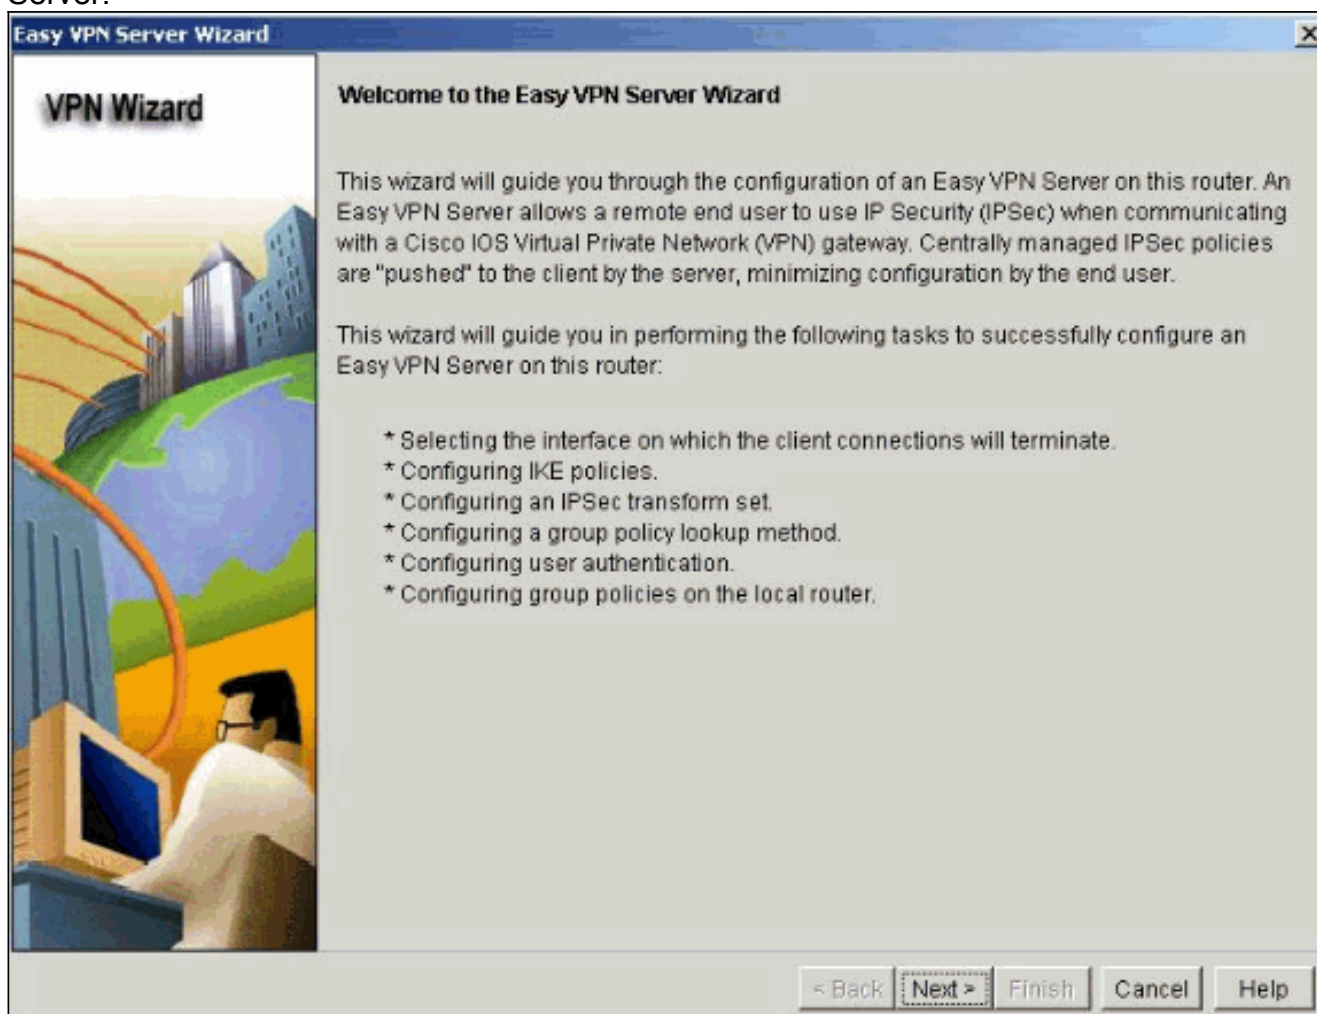 Server.
Easy VPN Server Wizard
VPN Wizard
Welcome to the Easy VPN Server Wizard
This wizard will guide you through the configuration of an Easy VPN Server on this router. An
Easy VPN Server allows a remote end user to use IP Security (IPSec) when communicating
with a Cisco IOS Virtual Private Network (VPN) gateway. Centrally managed IPSec policies
are "pushed" to the client by the server, minimizing configuration by the end user.
This wizard will guide you in performing the following tasks to successfully configure an
Easy VPN Server on this router:
* Selecting the interface on which the client connections will terminate.
* Configuring IKE policies.
* Configuring an IPSec transform set.
* Configuring a group policy lookup method.
* Configuring user authentication.
* Configuring group policies on the local router.
< Back Next > Finish Cancel Help